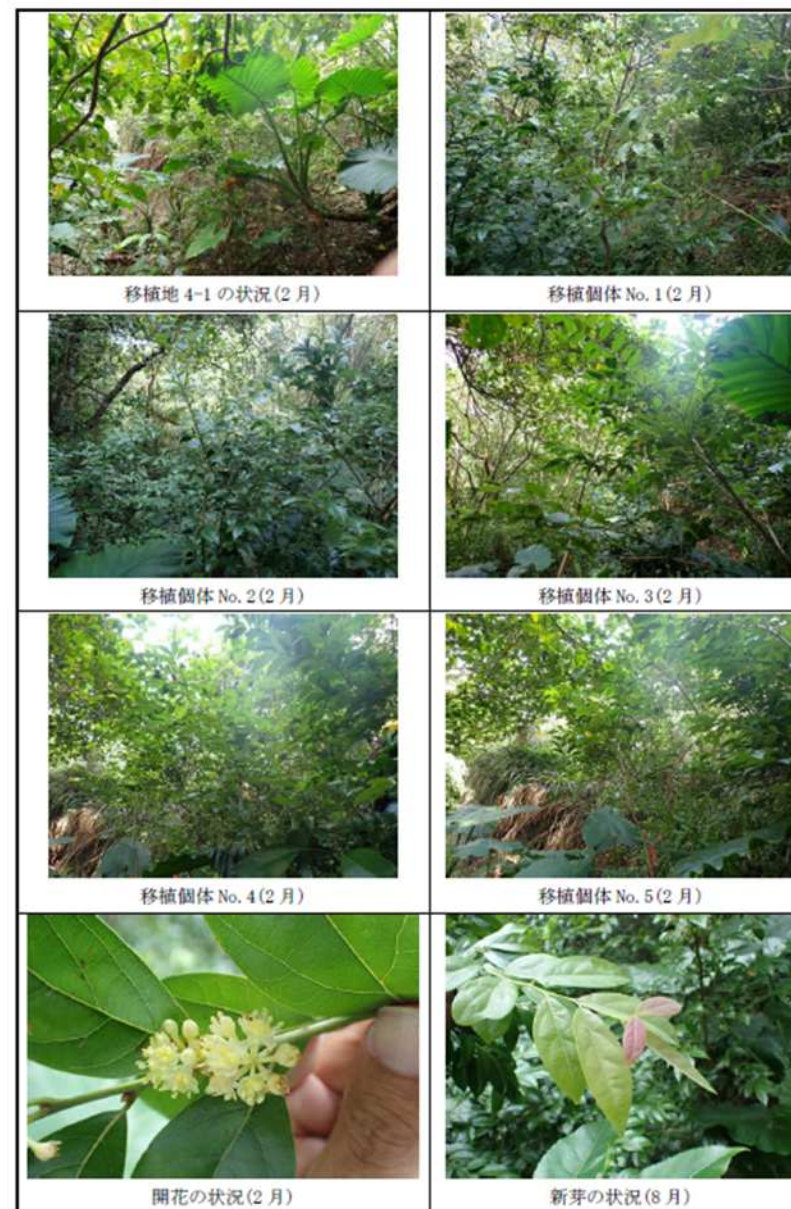 移植地 4-1 の状況(2 月)
移植個体 No.1(2 月)
移植個体 No.2(2 月)
移植個体 No.3(2 月)
移植個体 No.4(2 月)
移植個体 No.5(2 月)
開花の状況(2 月)
新芽の状況(8 月)